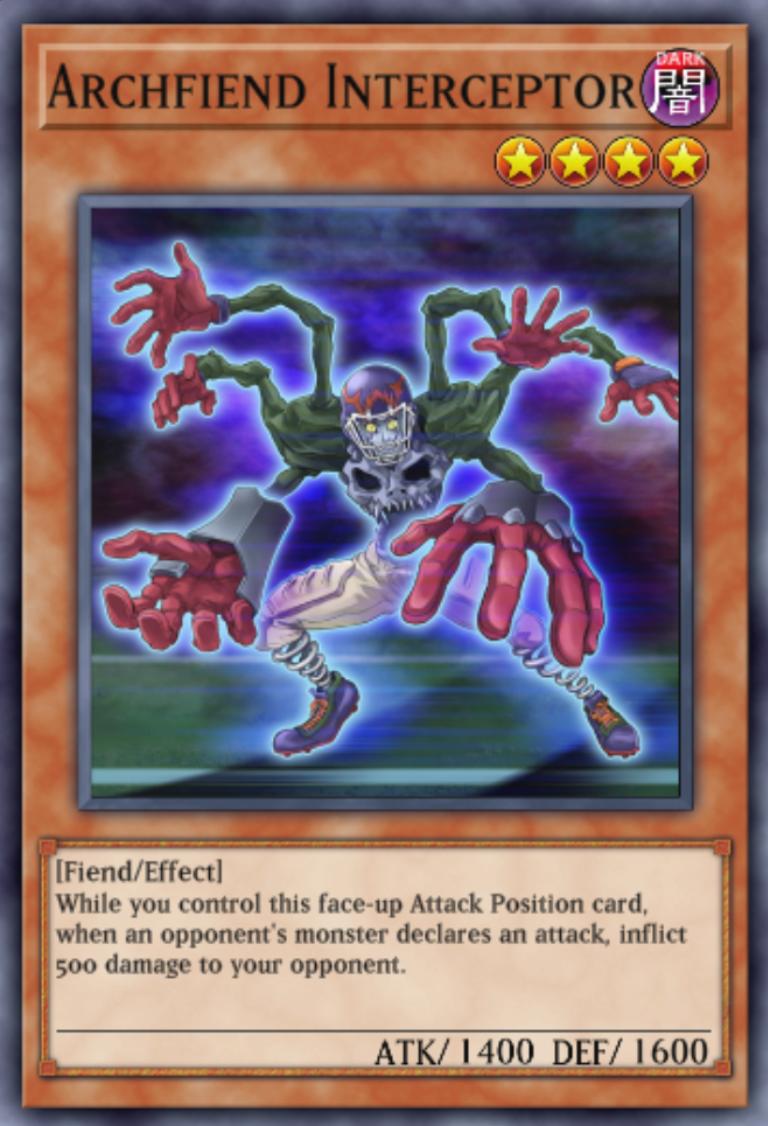 Archfiend Interceptor
DARK
闇
[Fiend/Effect]
While you control this face-up Attack Position card,
when an opponent's monster declares an attack, inflict
500 damage to your opponent.
ATK/ 1400 DEF/ 1600